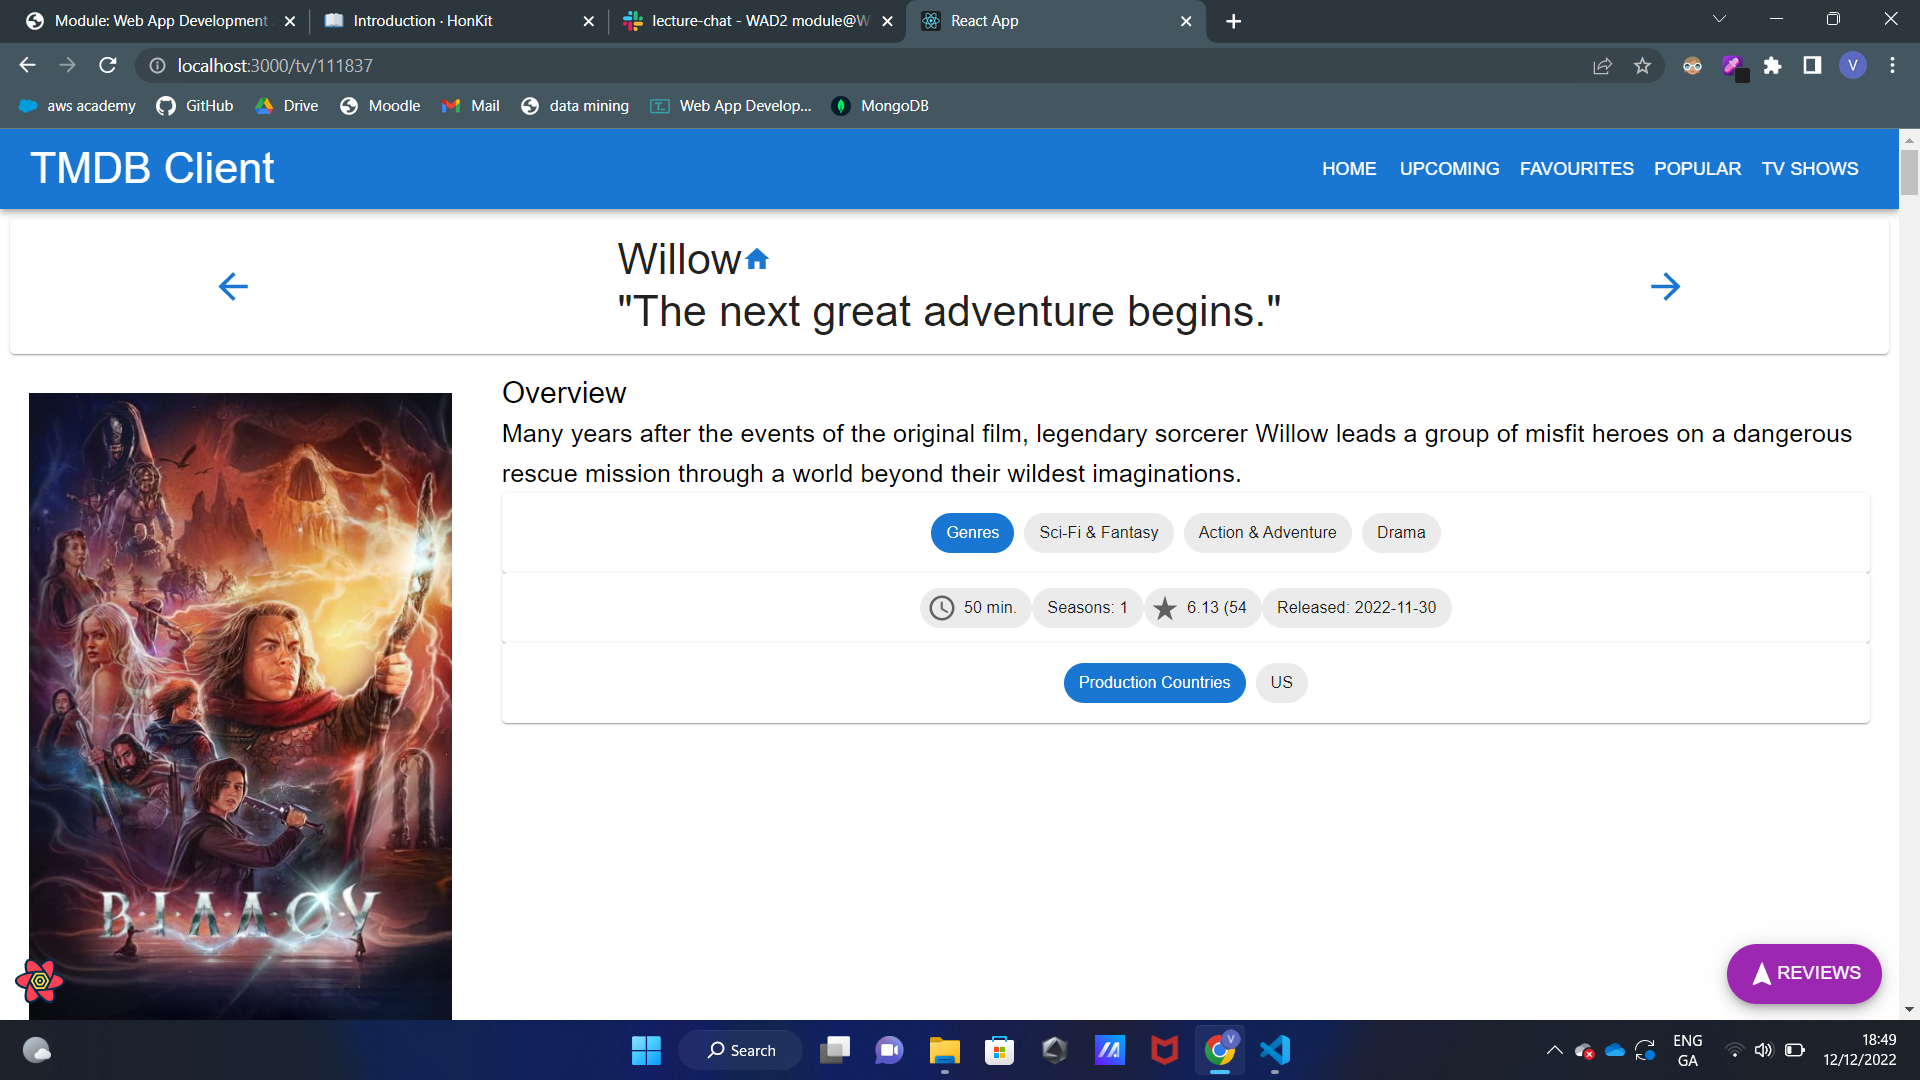 Module: Web App Development
Introduction · HonKit
lecture-chat - WAD2 module@W
React App
localhost:3000/tv/111837
V
aws academy
GitHub
Drive
Moodle
Mail
data mining
Web App Develop...
MongoDB
TMDB Client
HOME
UPCOMING
FAVOURITES
POPULAR
TV SHOWS
Willow
"The next great adventure begins."
Overview
Many years after the events of the original film, legendary sorcerer Willow leads a group of misfit heroes on a dangerous
rescue mission through a world beyond their wildest imaginations.
Genres
Sci-Fi & Fantasy
Action & Adventure
Drama
50 min.
Seasons: 1
6.13 (54
Released: 2022-11-30
Production Countries
US
REVIEWS
Search
V
ENG
GA
18:49
12/12/2022